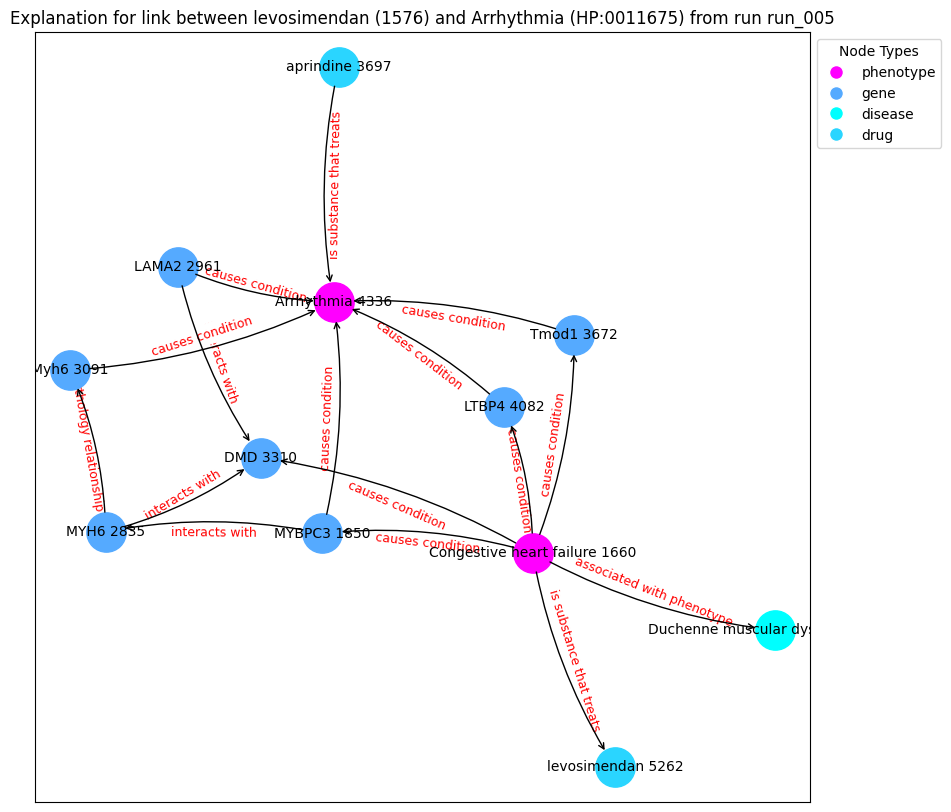 Explanation for link between levosimendan (1576) and Arrhythmia (HP:0011675) from run run_005
Node Types
phenotype
gene
disease
drug
aprindine 3697
is substance that treats
LAMA2 2961
causes condition
Arrhythmia 4336
causes condition
Tmod1 3672
causes condition
causes condition
Myh6 3091
racts with
LTBP4 4082
causes condition
thology relationship
DMD 3310
causes condition
causes condition
interacts with
causes condition
MYH6 2835
interacts with
MYBPC3 1850
causes condition
Congestive heart failure 1660
associated with phenotype
Duchenne muscular dys
is substance that treats
levosimendan 5262